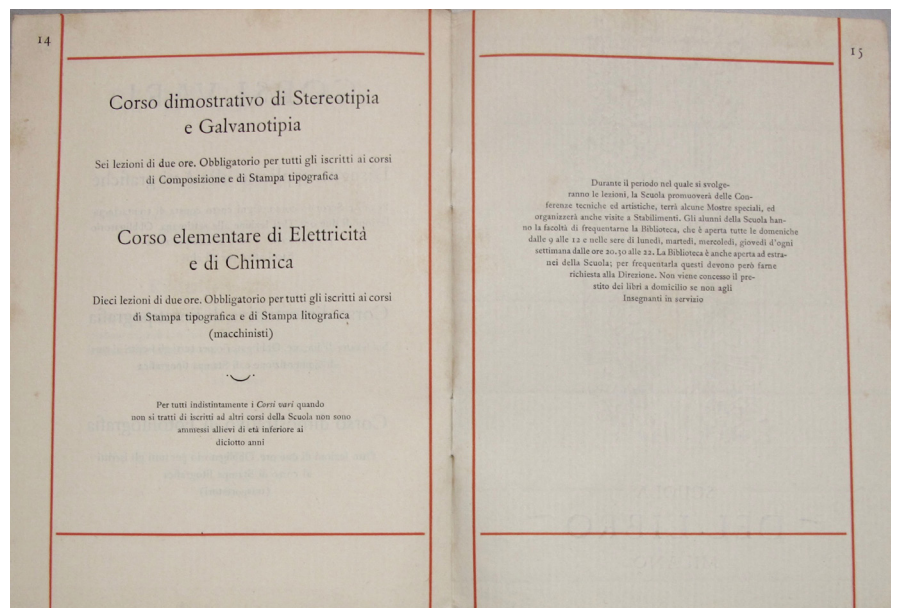 14
Corso dimostrativo di Stereotipia
e Galvanotipia
Sei lezioni di due ore. Obbligatorio per tutti gli iscritti ai corsi
di Composizione e di Stampa tipografica
Corso elementare di Elettricità
e di Chimica
Dieci lezioni di due ore. Obbligatorio per tutti gli iscritti ai corsi
di Stampa tipografica e di Stampa litografica
(macchinisti)
Per tutti indistintamente i Corsi vari quando
non si tratti di iscritti ad altri corsi della Scuola non sono
ammessi allievi di età inferiore ai
diciotto anni
15
Durante il periodo nel quale si svolge-
ranno le lezioni, la Scuola promuoverà delle Con-
ferenze tecniche ed artistiche, terrà alcune Mostre speciali, ed
organizzerà anche visite a Stabilimenti. Gli alunni della Scuola han-
no la facoltà di frequentarne la Biblioteca, che è aperta tutte le domeniche
dalle 9 alle 12 e nelle sere di lunedì, martedì, mercoledì, giovedì d'ogni
settimana dalle ore 20.30 alle 22. La Biblioteca è anche aperta ad estra-
nei della Scuola; per frequentarla questi devono però farne
richiesta alla Direzione. Non viene concesso il pre-
stito dei libri a domicilio se non agli
Insegnanti in servizio